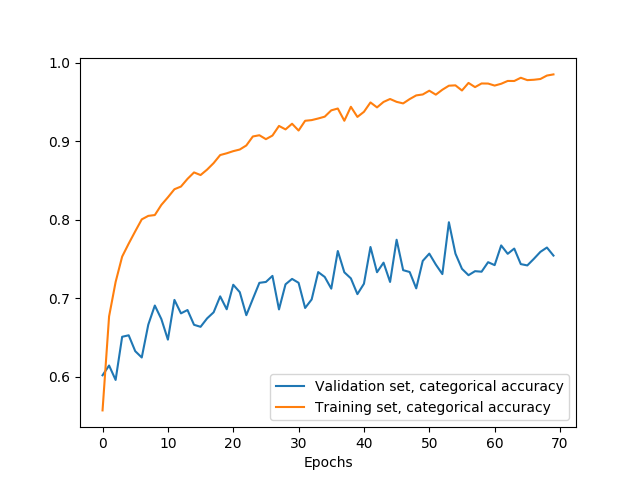 1.0
0.9
0.8
0.7
0.6
Validation set, categorical accuracy
Training set, categorical accuracy
0 10 20 30 40 50 60 70
Epochs